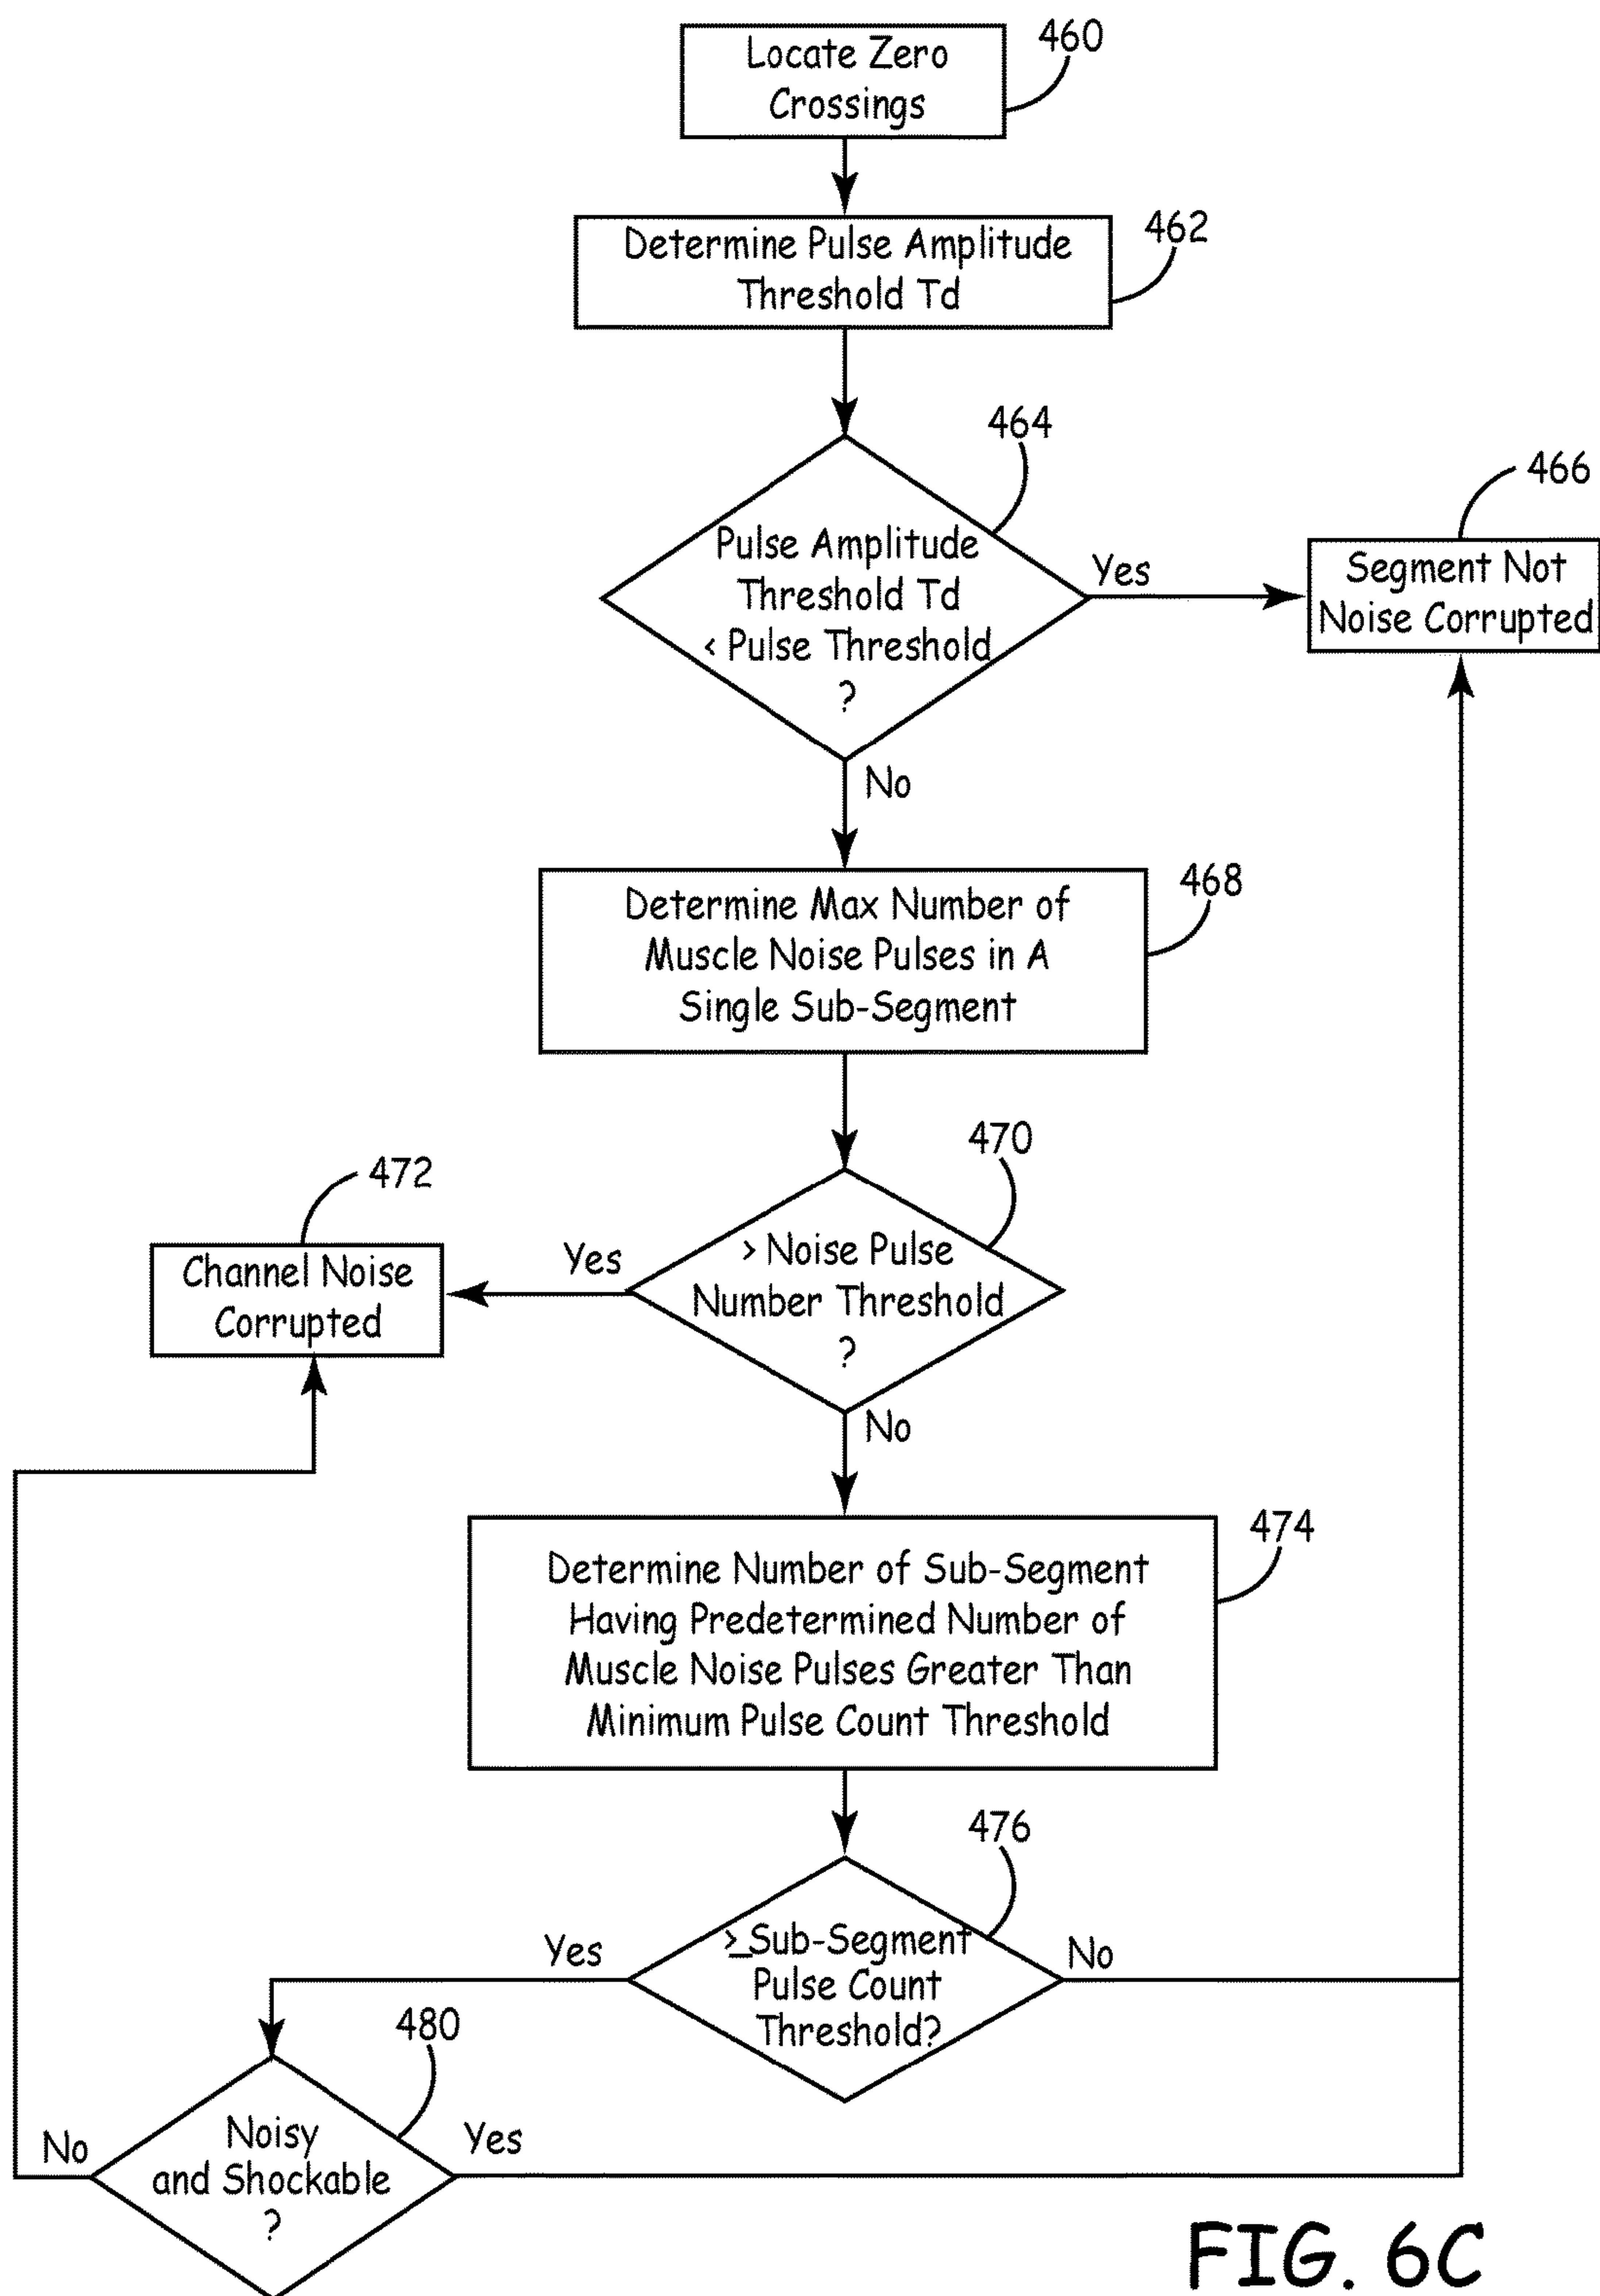 Locate Zero
Crossings
460
Determine Pulse Amplitude
Threshold Td
462
464
Pulse Amplitude
Threshold Td
< Pulse Threshold
?
Yes
466
Segment Not
Noise Corrupted
No
Determine Max Number of
Muscle Noise Pulses in A
Single Sub-Segment
468
470
472
Channel Noise
Corrupted
Yes
> Noise Pulse
Number Threshold
?
No
Determine Number of Sub-Segment
Having Predetermined Number of
Muscle Noise Pulses Greater Than
Minimum Pulse Count Threshold
474
476
Yes
≥ Sub-Segment
Pulse Count
Threshold?
No
480
No
Noisy
and Shockable
?
Yes
FIG. 6C